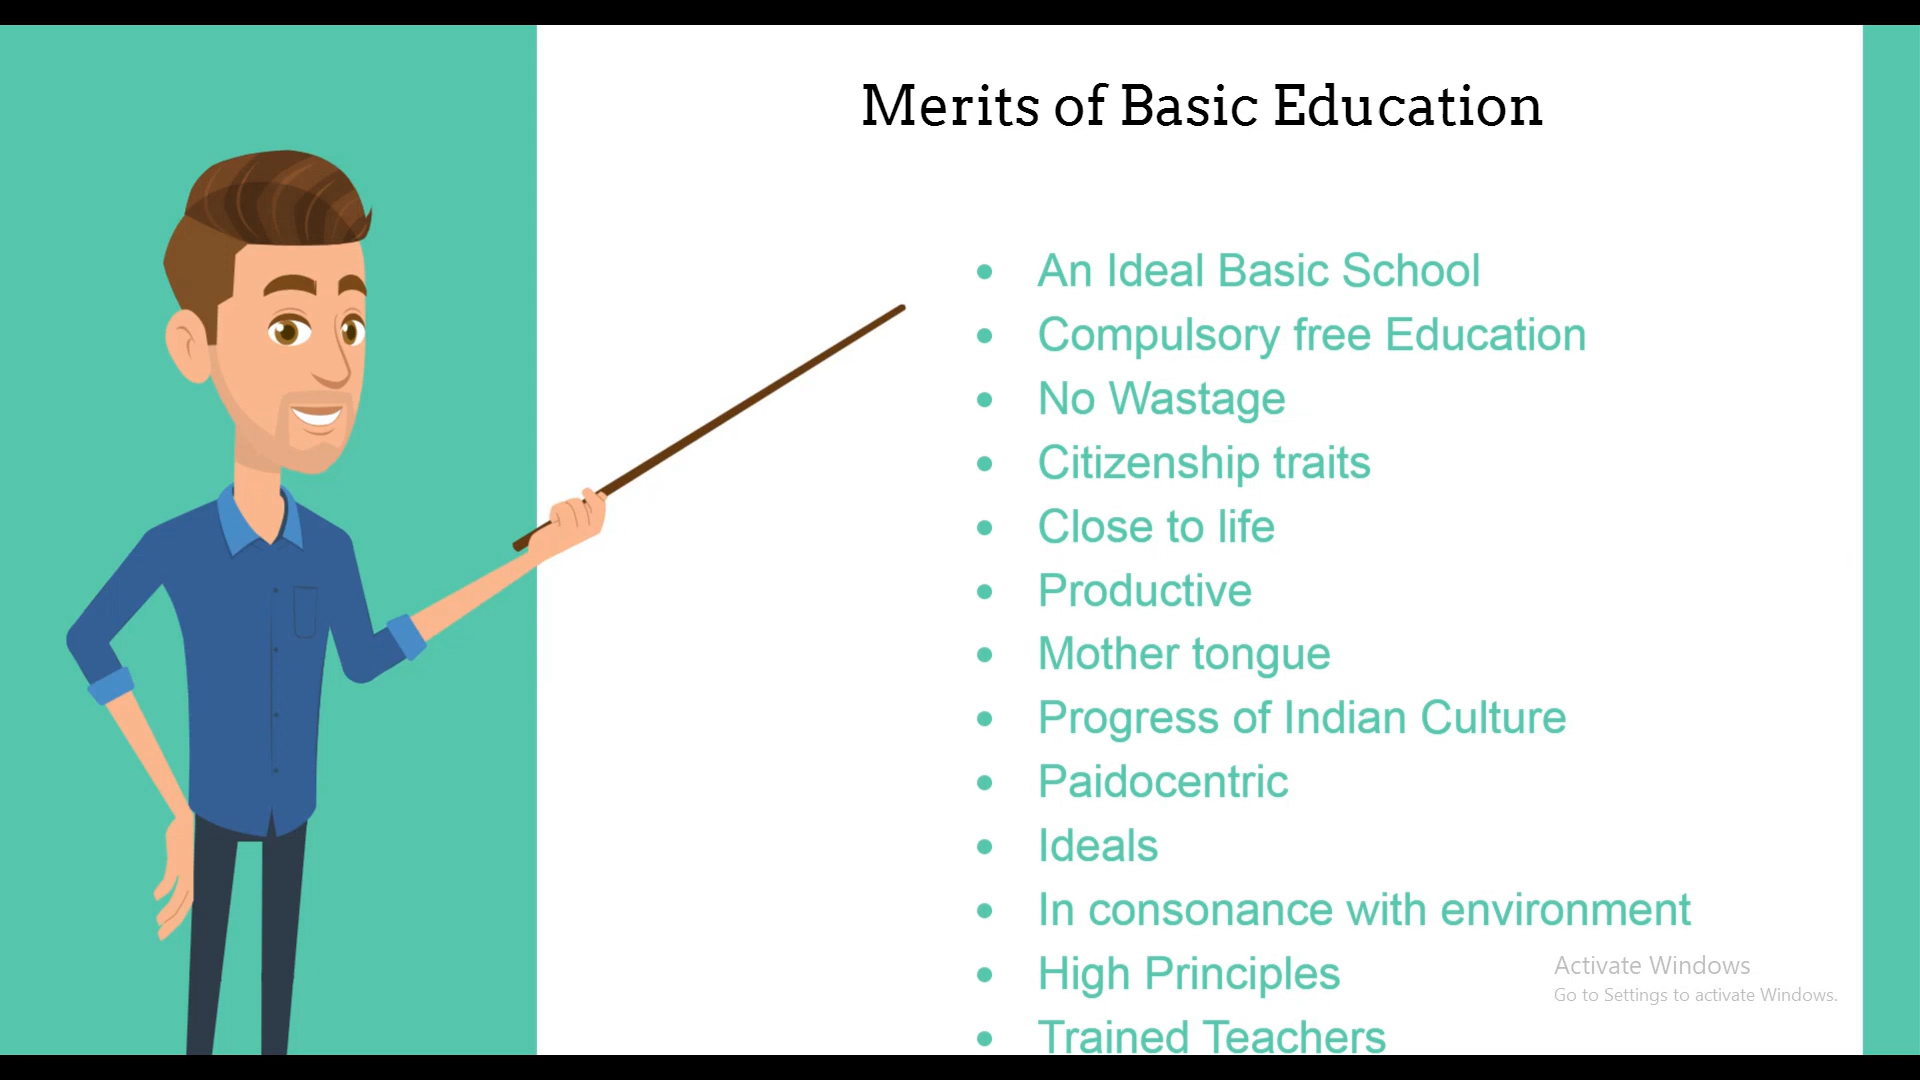 Merits of Basic Education
• An Ideal Basic School
• Compulsory free Education
• No Wastage
• Citizenship traits
• Close to life
• Productive
• Mother tongue
• Progress of Indian Culture
• Paidocentric
• Ideals
• In consonance with environment
• High Principles
• Trained Teachers
Activate Windows
Go to Settings to activate Windows.